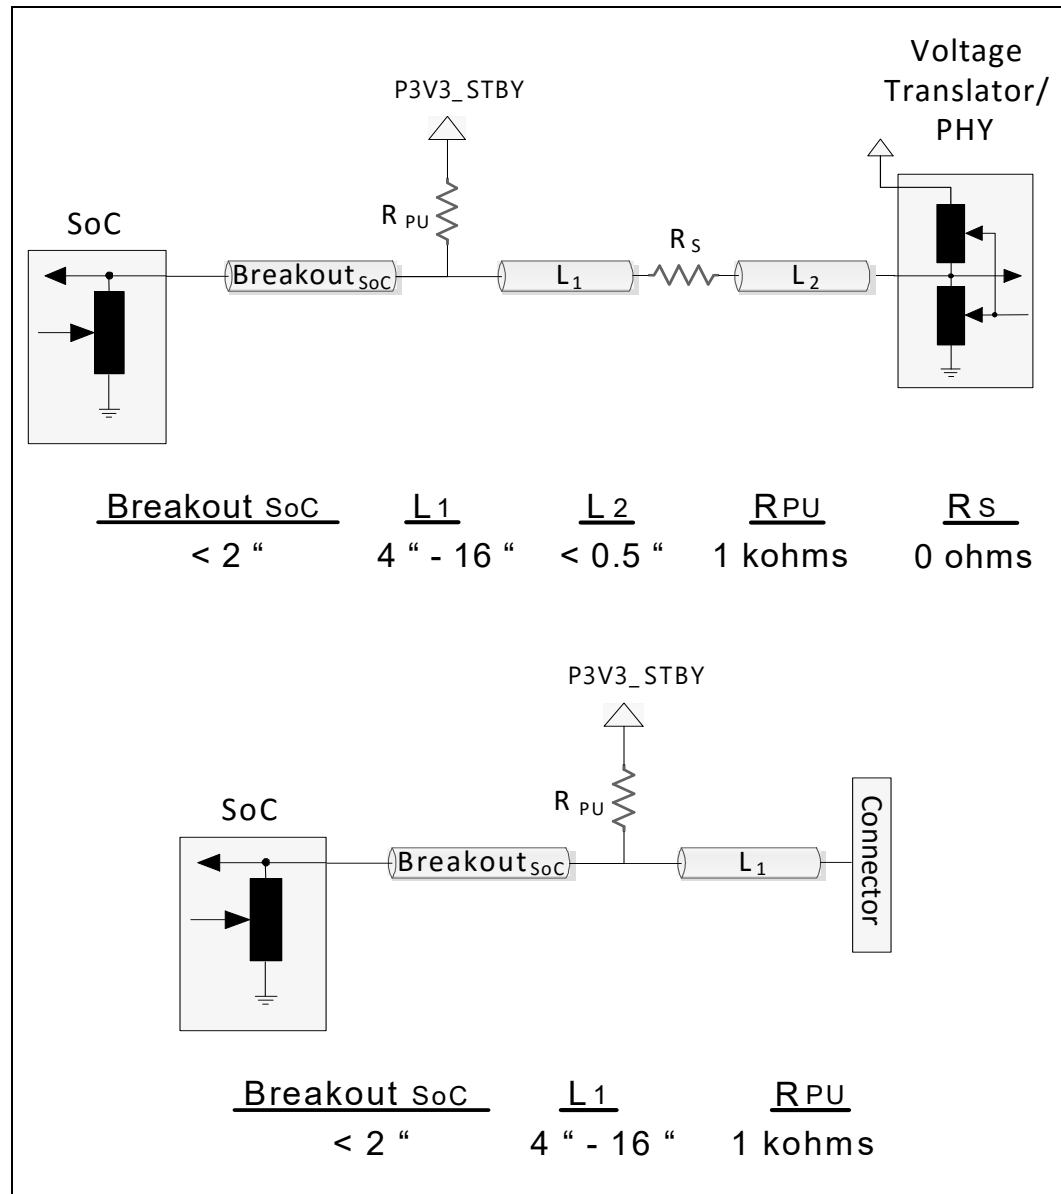 Voltage
Translator/
PHY
P3V3_STBY
R PU
SoC
R S
Breakout SoC
L 1
L 2
Breakout SoC L 1 L 2 R PU R S
< 2 “ 4 “ - 16 “ < 0.5 “ 1 kohms 0 ohms
P3V3_STBY
R PU
SoC
Connector
Breakout SoC
L 1
Breakout SoC L 1 R PU
< 2 “ 4 “ - 16 “ 1 kohms